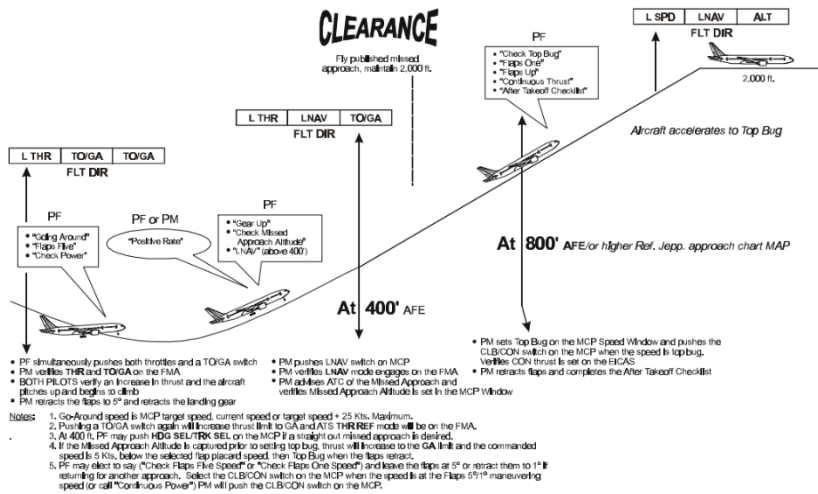 CLEARANCE
Fly published missed
approach, maintain 2,000 ft.
L SPD LNAV ALT
FLT DIR
2,000 ft.
PF
• "Check Top Bug"
• "Flaps One"
• "Flaps Up"
• "Continuous Thrust"
• "After Takeoff Checklist"
Aircraft accelerates to Top Bug
L THR LNAV TO/GA
FLT DIR
L THR TO/GA TO/GA
FLT DIR
PF
• "Going Around"
• "Flaps Five"
• "Check Power"
PF or PM
"Positive Rate"
PF
• "Gear Up"
• "Check Missed
Approach Altitude"
• "LNAV" (above 400')
At 400' AFE
At 800' AFE/or higher Ref. Jepp. approach chart MAP
• PF simultaneously pushes both throttles and a TO/GA switch
• PM verifies THR and TO/GA on the FMA
• BOTH PILOTS verify an increase in thrust and the aircraft
pitches up and begins to climb
• PM retracts the flaps to 5° and retracts the landing gear
• PM pushes LNAV switch on MCP
• PM verifies LNAV mode engages on the FMA
• PM advises ATC of the Missed Approach and
verifies Missed Approach Altitude is set in the MCP Window
• PM sets Top Bug on the MCP Speed Window and pushes the
CLB/CON switch on the MCP when the speed is top bug.
Verifies CON thrust is set on the EICAS
• PM retracts flaps and completes the After Takeoff Checklist
Notes: 1. Go-Around speed is MCP target speed, current speed or target speed + 25 Kts. Maximum.
2. Pushing a TO/GA switch again will increase thrust limit to GA and ATS THR REF mode will be on the FMA.
. 3. At 400 ft. PF may push HDG SEL/TRK SEL on the MCP if a straight out missed approach is desired.
4. If the Missed Approach Altitude is captured prior to setting top bug, thrust will increase to the GA limit and the commanded
speed is 5 Kts. below the selected flap placard speed, then Top Bug when the flaps retract.
5. PF may elect to say ("Check Flaps Five Speed" or "Check Flaps One Speed") and leave the flaps at 5° or retract them to 1° if
returning for another approach. Select the CLB/CON switch on the MCP when the speed is at the Flaps 5°/1° maneuvering
speed (or call "Continuous Power") PM will push the CLB/CON switch on the MCP.